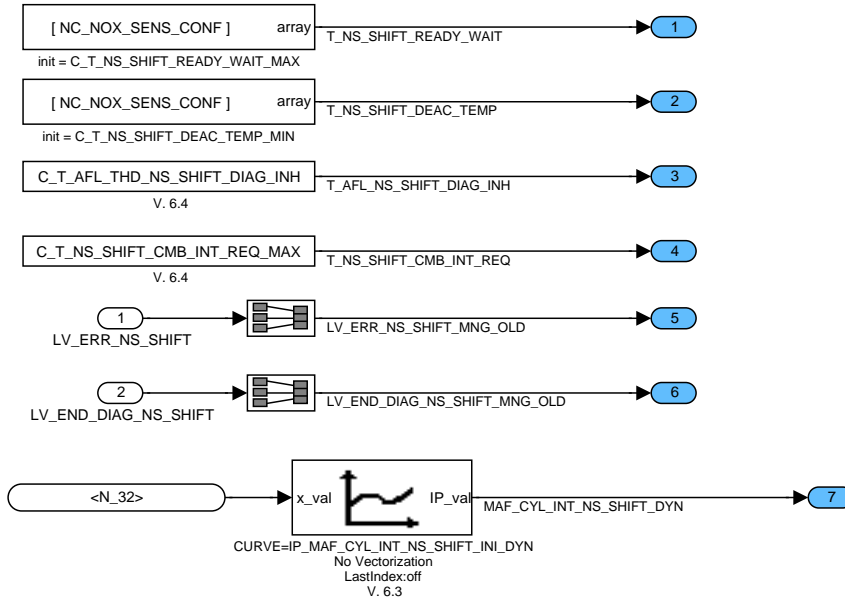 [ NC_NOX_SENS_CONF ] array
T_NS_SHIFT_READY_WAIT
1
init = C_T_NS_SHIFT_READY_WAIT_MAX
[ NC_NOX_SENS_CONF ] array
T_NS_SHIFT_DEAC_TEMP
2
init = C_T_NS_SHIFT_DEAC_TEMP_MIN
C_T_AFL_THD_NS_SHIFT_DIAG_INH
T_AFL_NS_SHIFT_DIAG_INH
3
V. 6.4
C_T_NS_SHIFT_CMB_INT_REQ_MAX
T_NS_SHIFT_CMB_INT_REQ
4
V. 6.4
1
LV_ERR_NS_SHIFT
LV_ERR_NS_SHIFT_MNG_OLD
5
2
LV_END_DIAG_NS_SHIFT
LV_END_DIAG_NS_SHIFT_MNG_OLD
6
<N_32>
x_val IP_val
MAF_CYL_INT_NS_SHIFT_DYN
7
CURVE=IP_MAF_CYL_INT_NS_SHIFT_INI_DYN
No Vectorization
LastIndex:off
V. 6.3